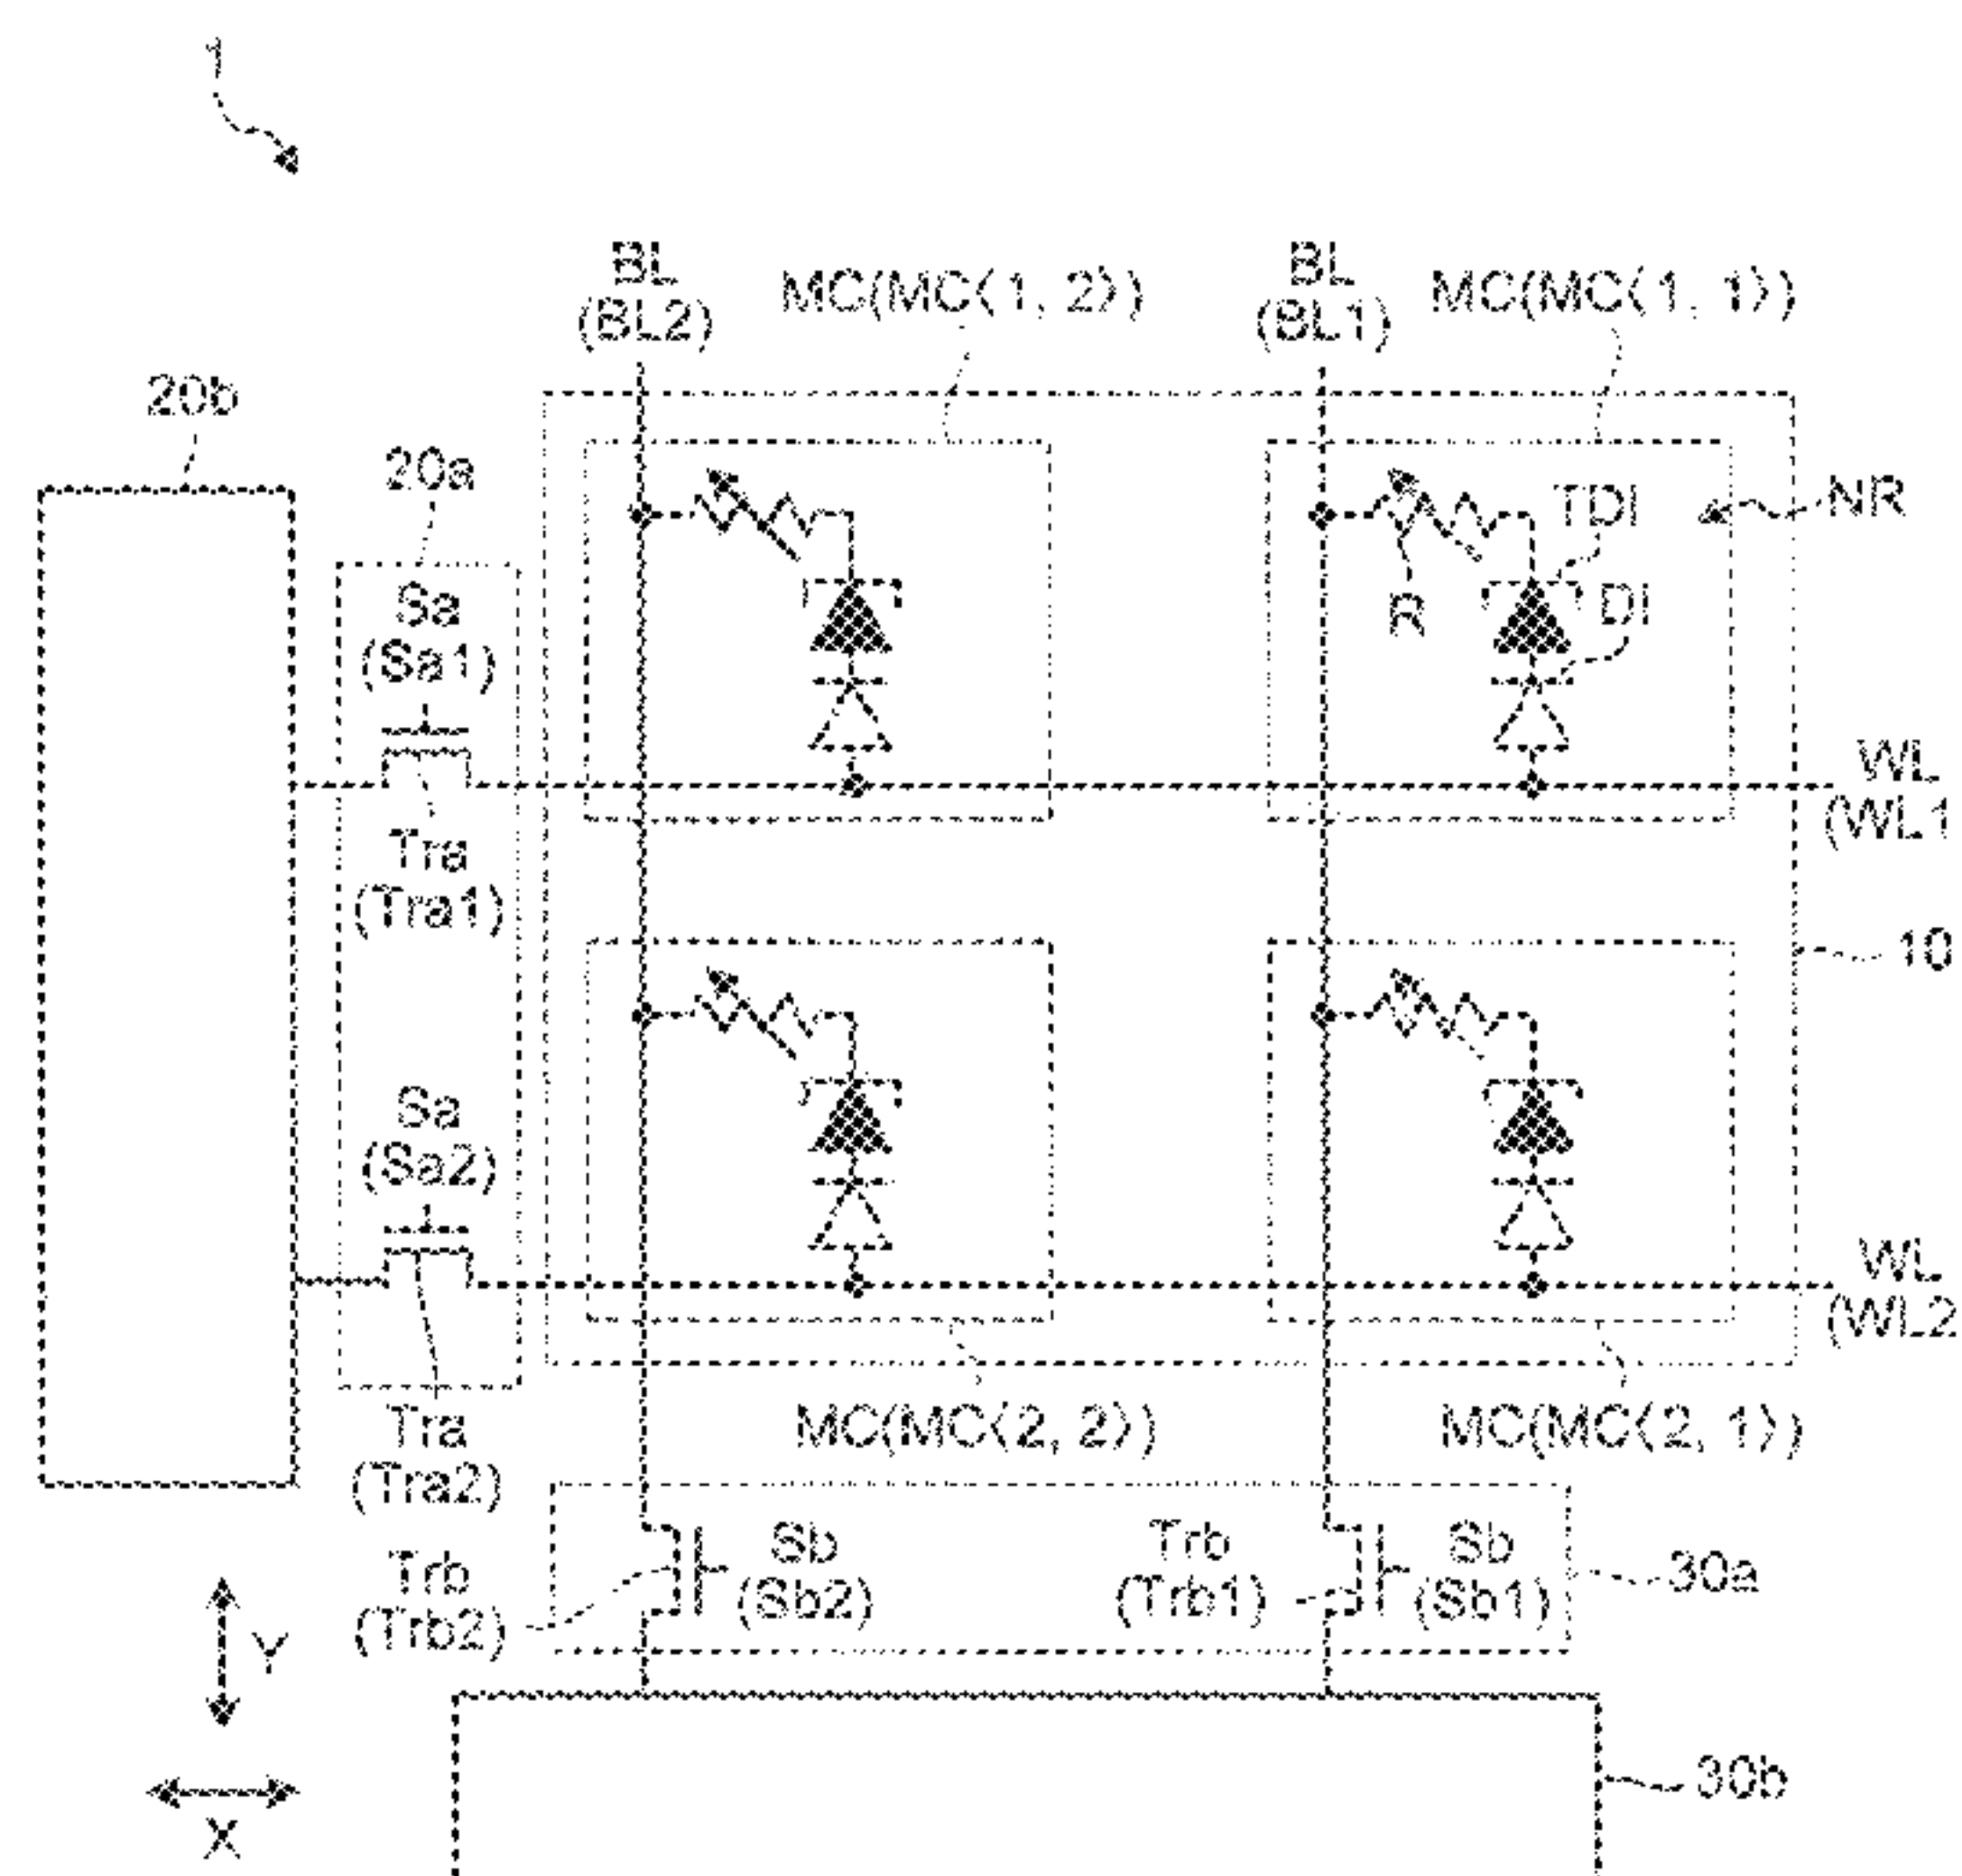 1
BL
(BL2)
MC(MC<1, 2>)
BL
(BL1)
MC(MC<1, 1>)
20b
20a
TDI
NR
Sa
(Sa1)
R
DI
WL
(WL1
Tra
(Tra1)
10
Sa
(Sa2)
WL
(WL2
Tra
(Tra2)
MC(MC<2, 2>)
MC(MC<2, 1>)
Trb
(Trb2)
Sb
(Sb2)
Trb
(Trb1)
Sb
(Sb1)
30a
Y
30b
X